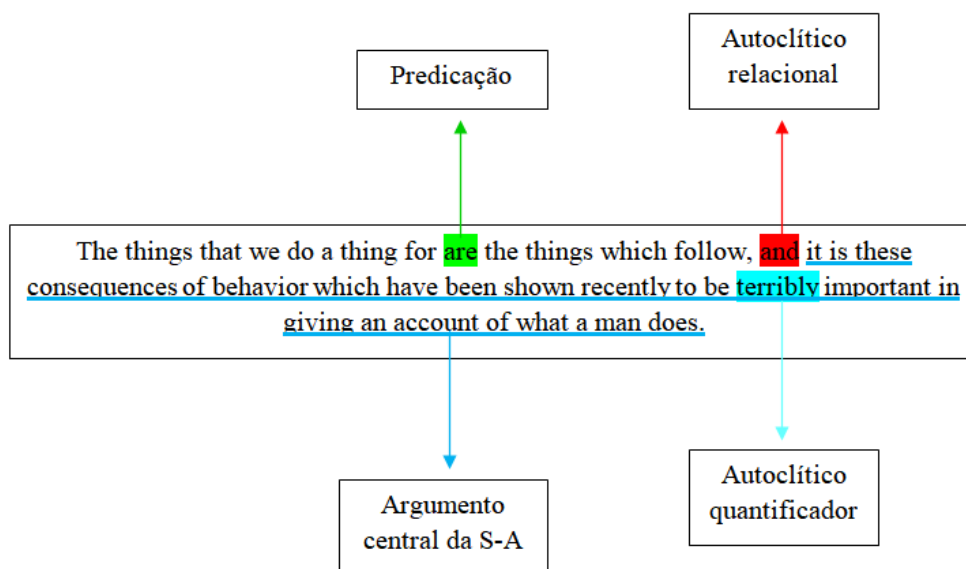 Autoclítico
relacional
Predicação
The things that we do a thing for are the things which follow, and it is these
consequences of behavior which have been shown recently to be terribly important in
giving an account of what a man does.
Argumento
central da S-A
Autoclítico
quantificador